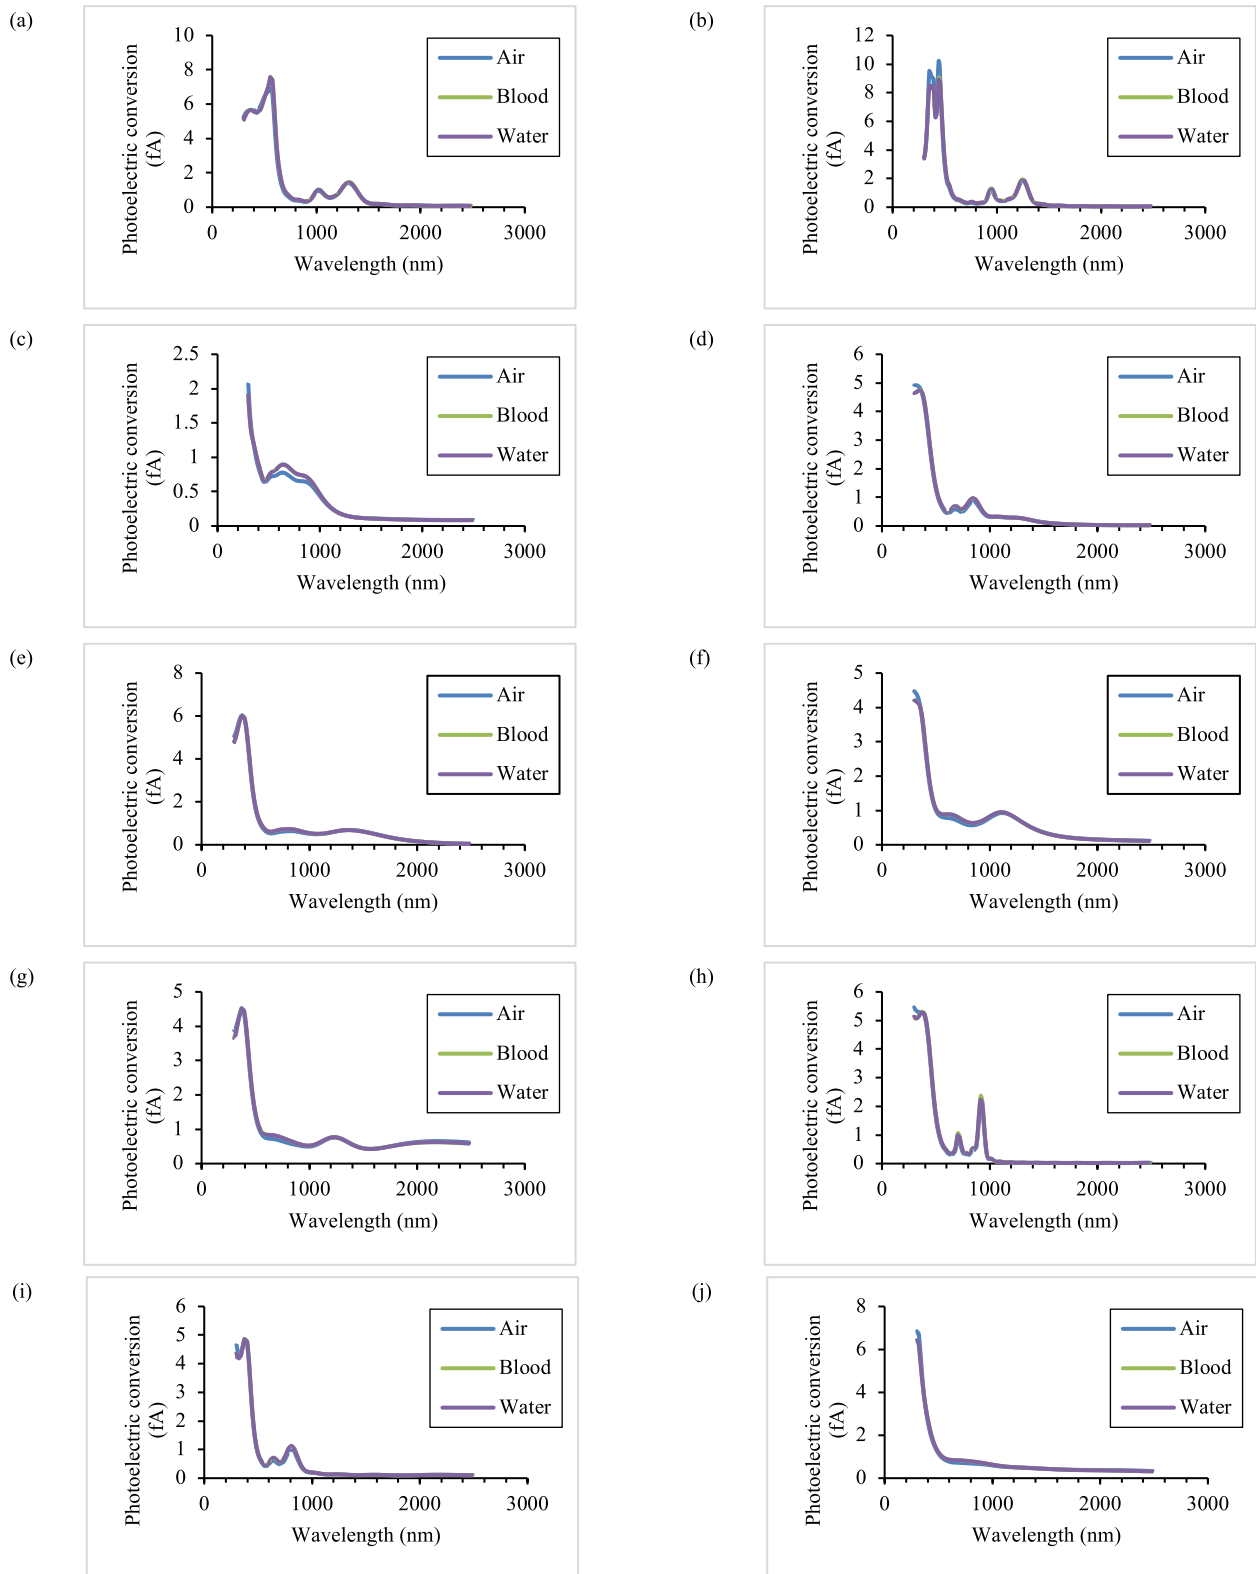 (a)
Photoelectric conversion
(fA)
10
8
6
4
2
0
0 1000 2000 3000
Wavelength (nm)
Air
Blood
Water
(b)
Photoelectric conversion
(fA)
12
10
8
6
4
2
0
0 1000 2000 3000
Wavelength (nm)
Air
Blood
Water
(c)
Photoelectric conversion
(fA)
2.5
2
1.5
1
0.5
0
0 1000 2000 3000
Wavelength (nm)
Air
Blood
Water
(d)
Photoelectric conversion
(fA)
6
5
4
3
2
1
0
0 1000 2000 3000
Wavelength (nm)
Air
Blood
Water
(e)
Photoelectric conversion
(fA)
8
6
4
2
0
0 1000 2000 3000
Wavelength (nm)
Air
Blood
Water
(f)
Photoelectric conversion
(fA)
5
4
3
2
1
0
0 1000 2000 3000
Wavelength (nm)
Air
Blood
Water
(g)
Photoelectric conversion
(fA)
5
4
3
2
1
0
0 1000 2000 3000
Wavelength (nm)
Air
Blood
Water
(h)
Photoelectric conversion
(fA)
6
5
4
3
2
1
0
0 1000 2000 3000
Wavelength (nm)
Air
Blood
Water
(i)
Photoelectric conversion
(fA)
6
5
4
3
2
1
0
0 1000 2000 3000
Wavelength (nm)
Air
Blood
Water
(j)
Photoelectric conversion
(fA)
8
6
4
2
0
0 1000 2000 3000
Wavelength (nm)
Air
Blood
Water